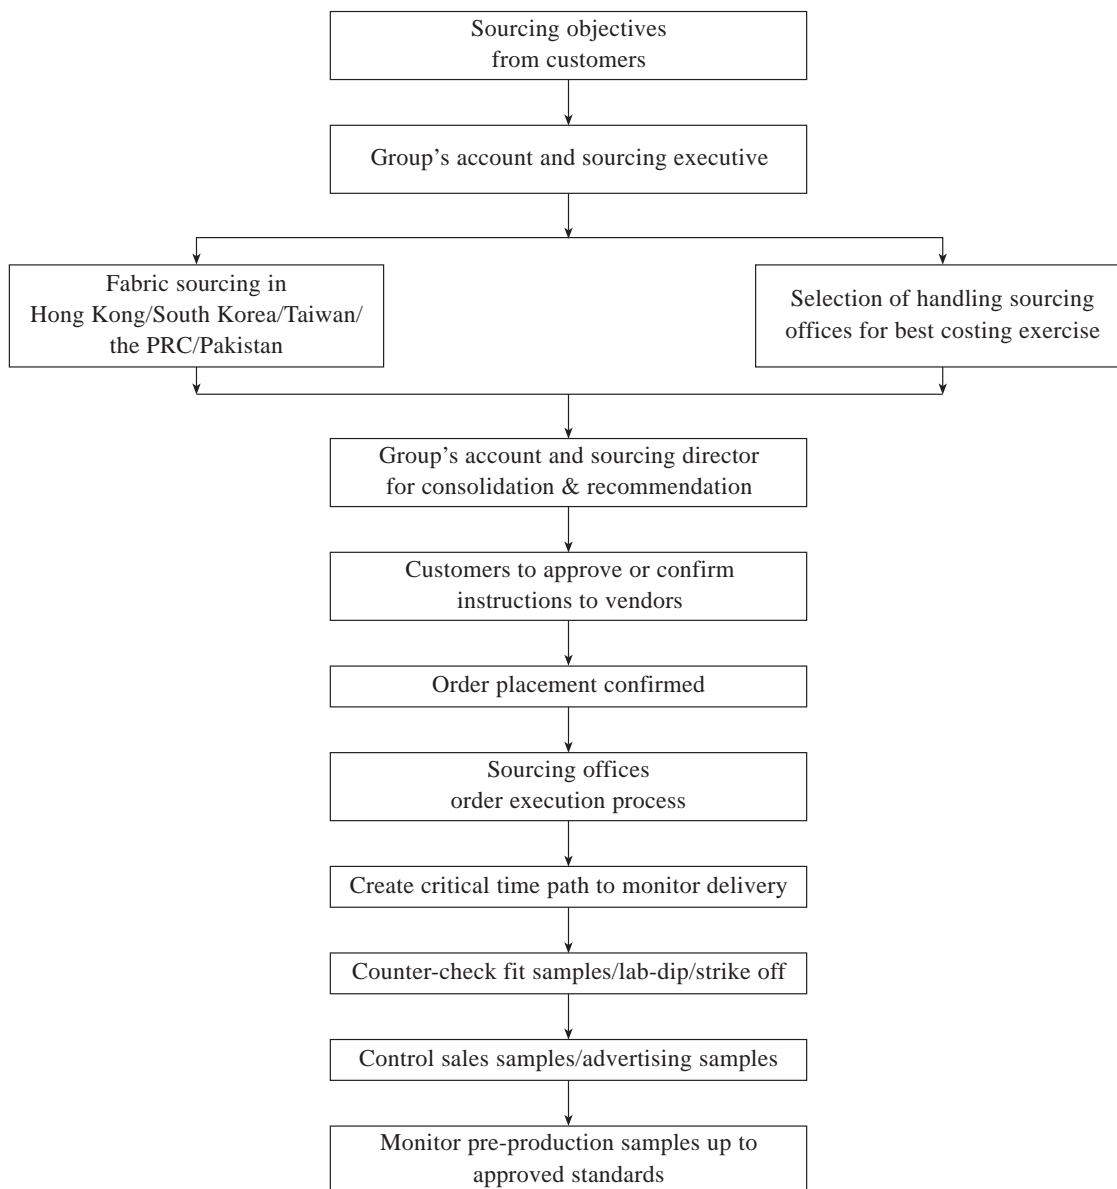 Sourcing objectives
from customers
Group’s account and sourcing executive
Fabric sourcing in
Hong Kong/South Korea/Taiwan/
the PRC/Pakistan
Selection of handling sourcing
offices for best costing exercise
Group’s account and sourcing director
for consolidation & recommendation
Customers to approve or confirm
instructions to vendors
Order placement confirmed
Sourcing offices
order execution process
Create critical time path to monitor delivery
Counter-check fit samples/lab-dip/strike off
Control sales samples/advertising samples
Monitor pre-production samples up to
approved standards